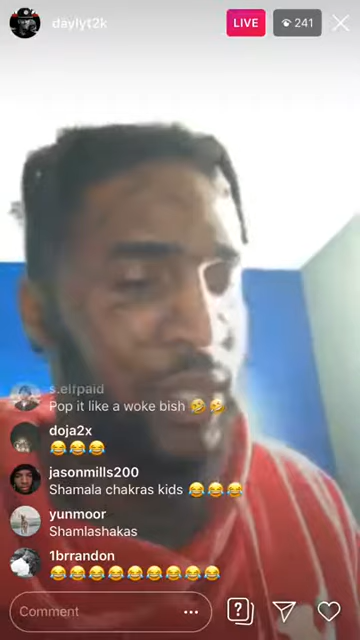 daylyt2k
LIVE
241
s.elfpaid
Pop it like a woke bish 🤣🤣
doja2x
😂😂😂
jasonmills200
Shamala chakras kids 😂😂😂
yunmoor
Shamlashakas
1brrandon
😂😂😂😂😂😂😂😂😂
Comment